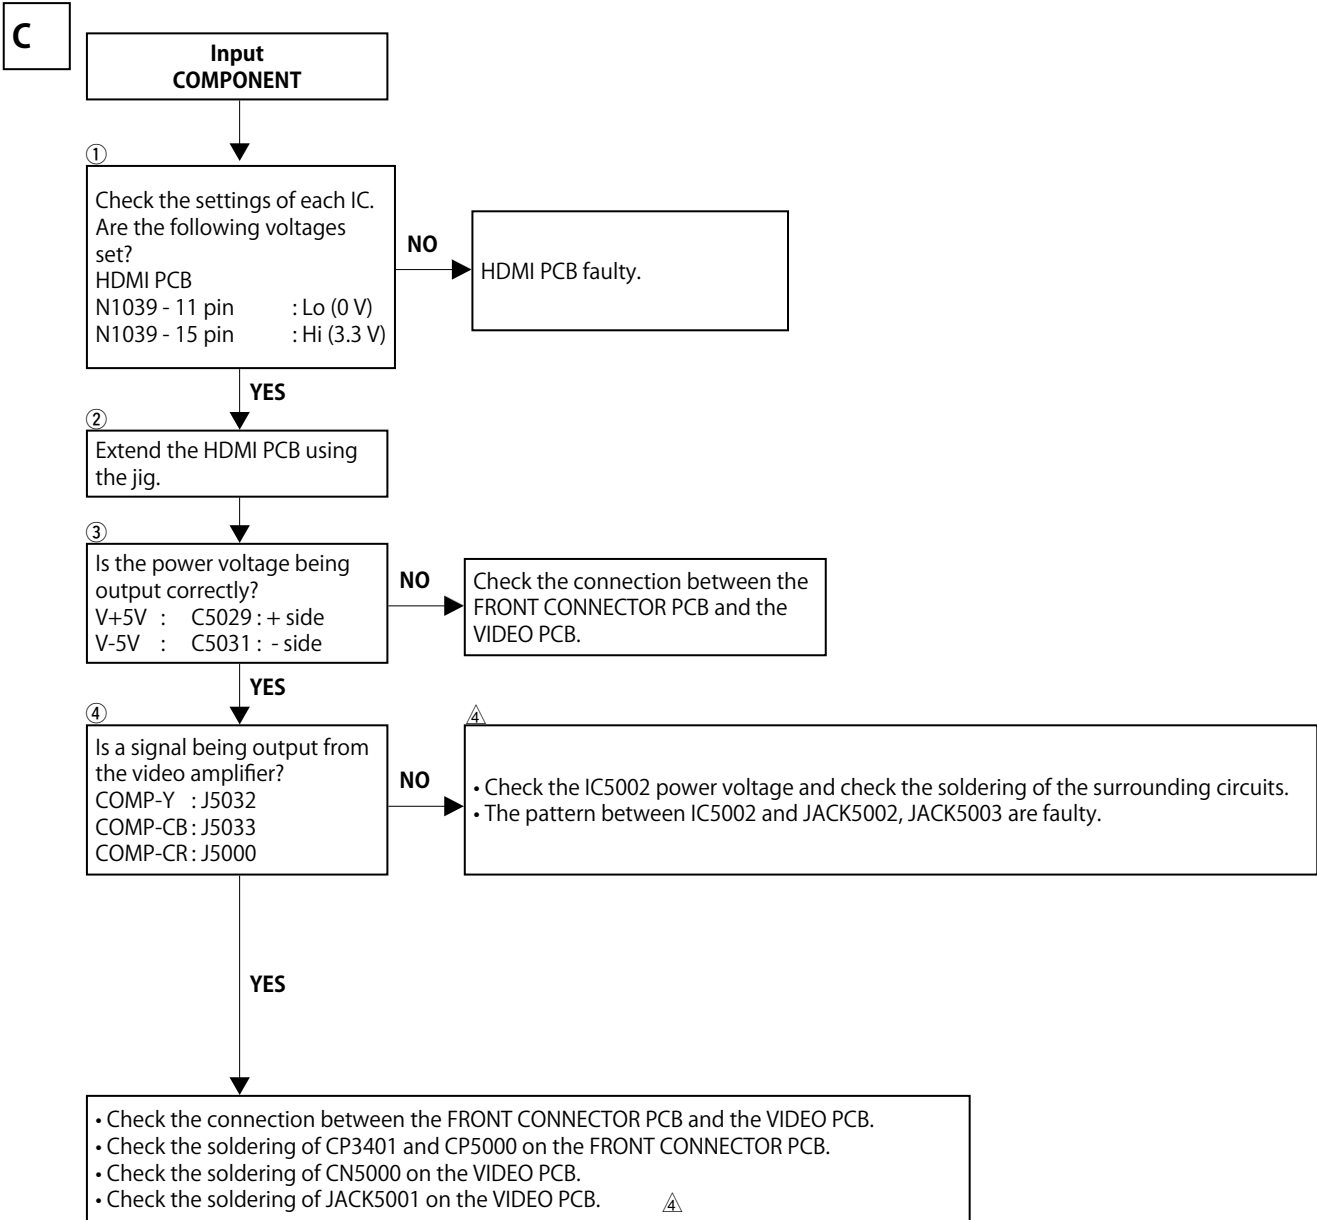 C
Input
COMPONENT
①
Check the settings of each IC.
Are the following voltages
set?
HDMI PCB
N1039 - 11 pin : Lo (0 V)
N1039 - 15 pin : Hi (3.3 V)
NO
HDMI PCB faulty.
YES
②
Extend the HDMI PCB using
the jig.
③
Is the power voltage being
output correctly?
V+5V : C5029 : + side
V-5V : C5031 : - side
NO
Check the connection between the
FRONT CONNECTOR PCB and the
VIDEO PCB.
YES
④
Is a signal being output from
the video amplifier?
COMP-Y : J5032
COMP-CB : J5033
COMP-CR : J5000
NO
4
• Check the IC5002 power voltage and check the soldering of the surrounding circuits.
• The pattern between IC5002 and JACK5002, JACK5003 are faulty.
YES
• Check the connection between the FRONT CONNECTOR PCB and the VIDEO PCB.
• Check the soldering of CP3401 and CP5000 on the FRONT CONNECTOR PCB.
• Check the soldering of CN5000 on the VIDEO PCB.
• Check the soldering of JACK5001 on the VIDEO PCB. 4